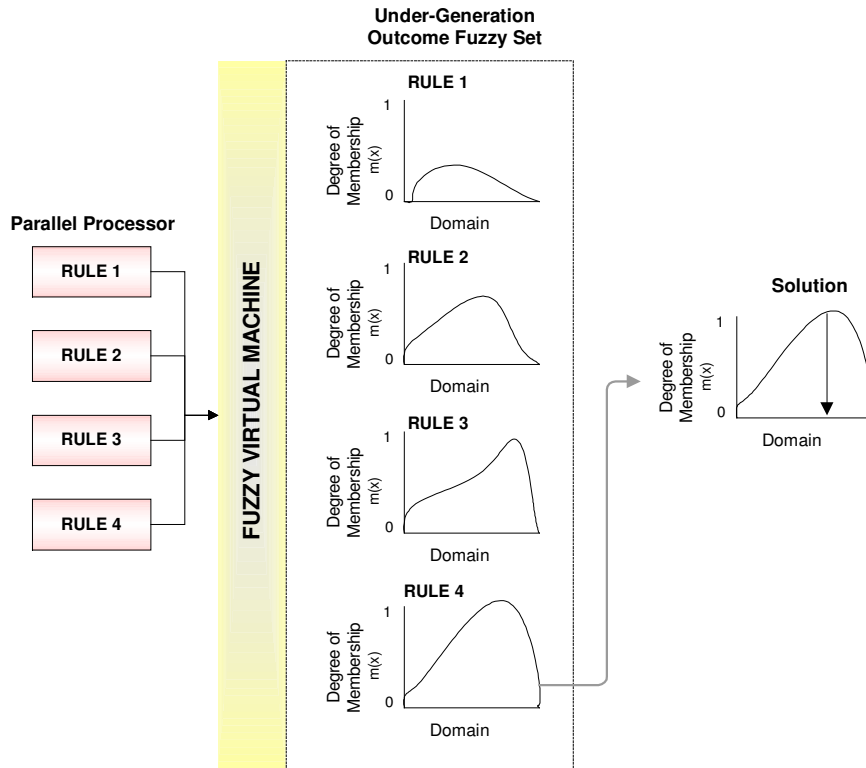 Under-Generation
Outcome Fuzzy Set
Parallel Processor
RULE 1
RULE 2
RULE 3
RULE 4
FUZZY VIRTUAL MACHINE
RULE 1
1
Degree of
Membership
m(x)
0
Domain
RULE 2
1
Degree of
Membership
m(x)
0
Domain
RULE 3
1
Degree of
Membership
m(x)
0
Domain
RULE 4
1
Degree of
Membership
m(x)
0
Domain
Solution
1
Degree of
Membership
m(x)
0
Domain